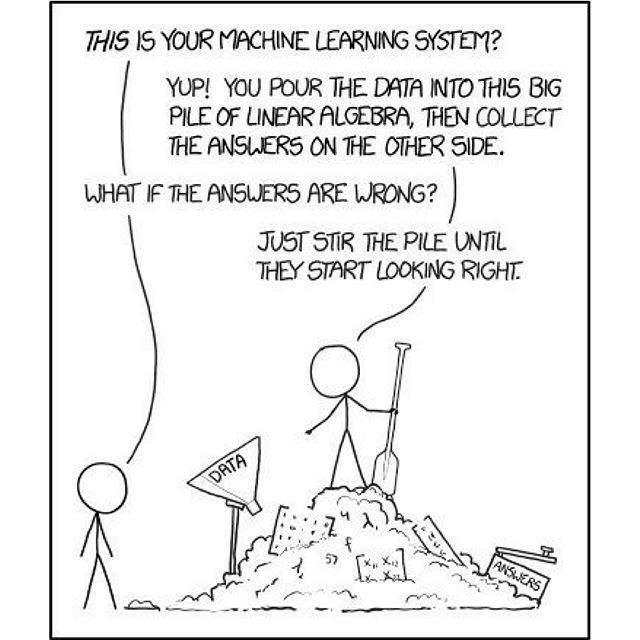 THIS IS YOUR MACHINE LEARNING SYSTEM?
YUP! YOU POUR THE DATA INTO THIS BIG
PILE OF LINEAR ALGEBRA, THEN COLLECT
THE ANSWERS ON THE OTHER SIDE.
WHAT IF THE ANSWERS ARE WRONG?
JUST STIR THE PILE UNTIL
THEY START LOOKING RIGHT.
DATA
4 λ
57
ANSWERS